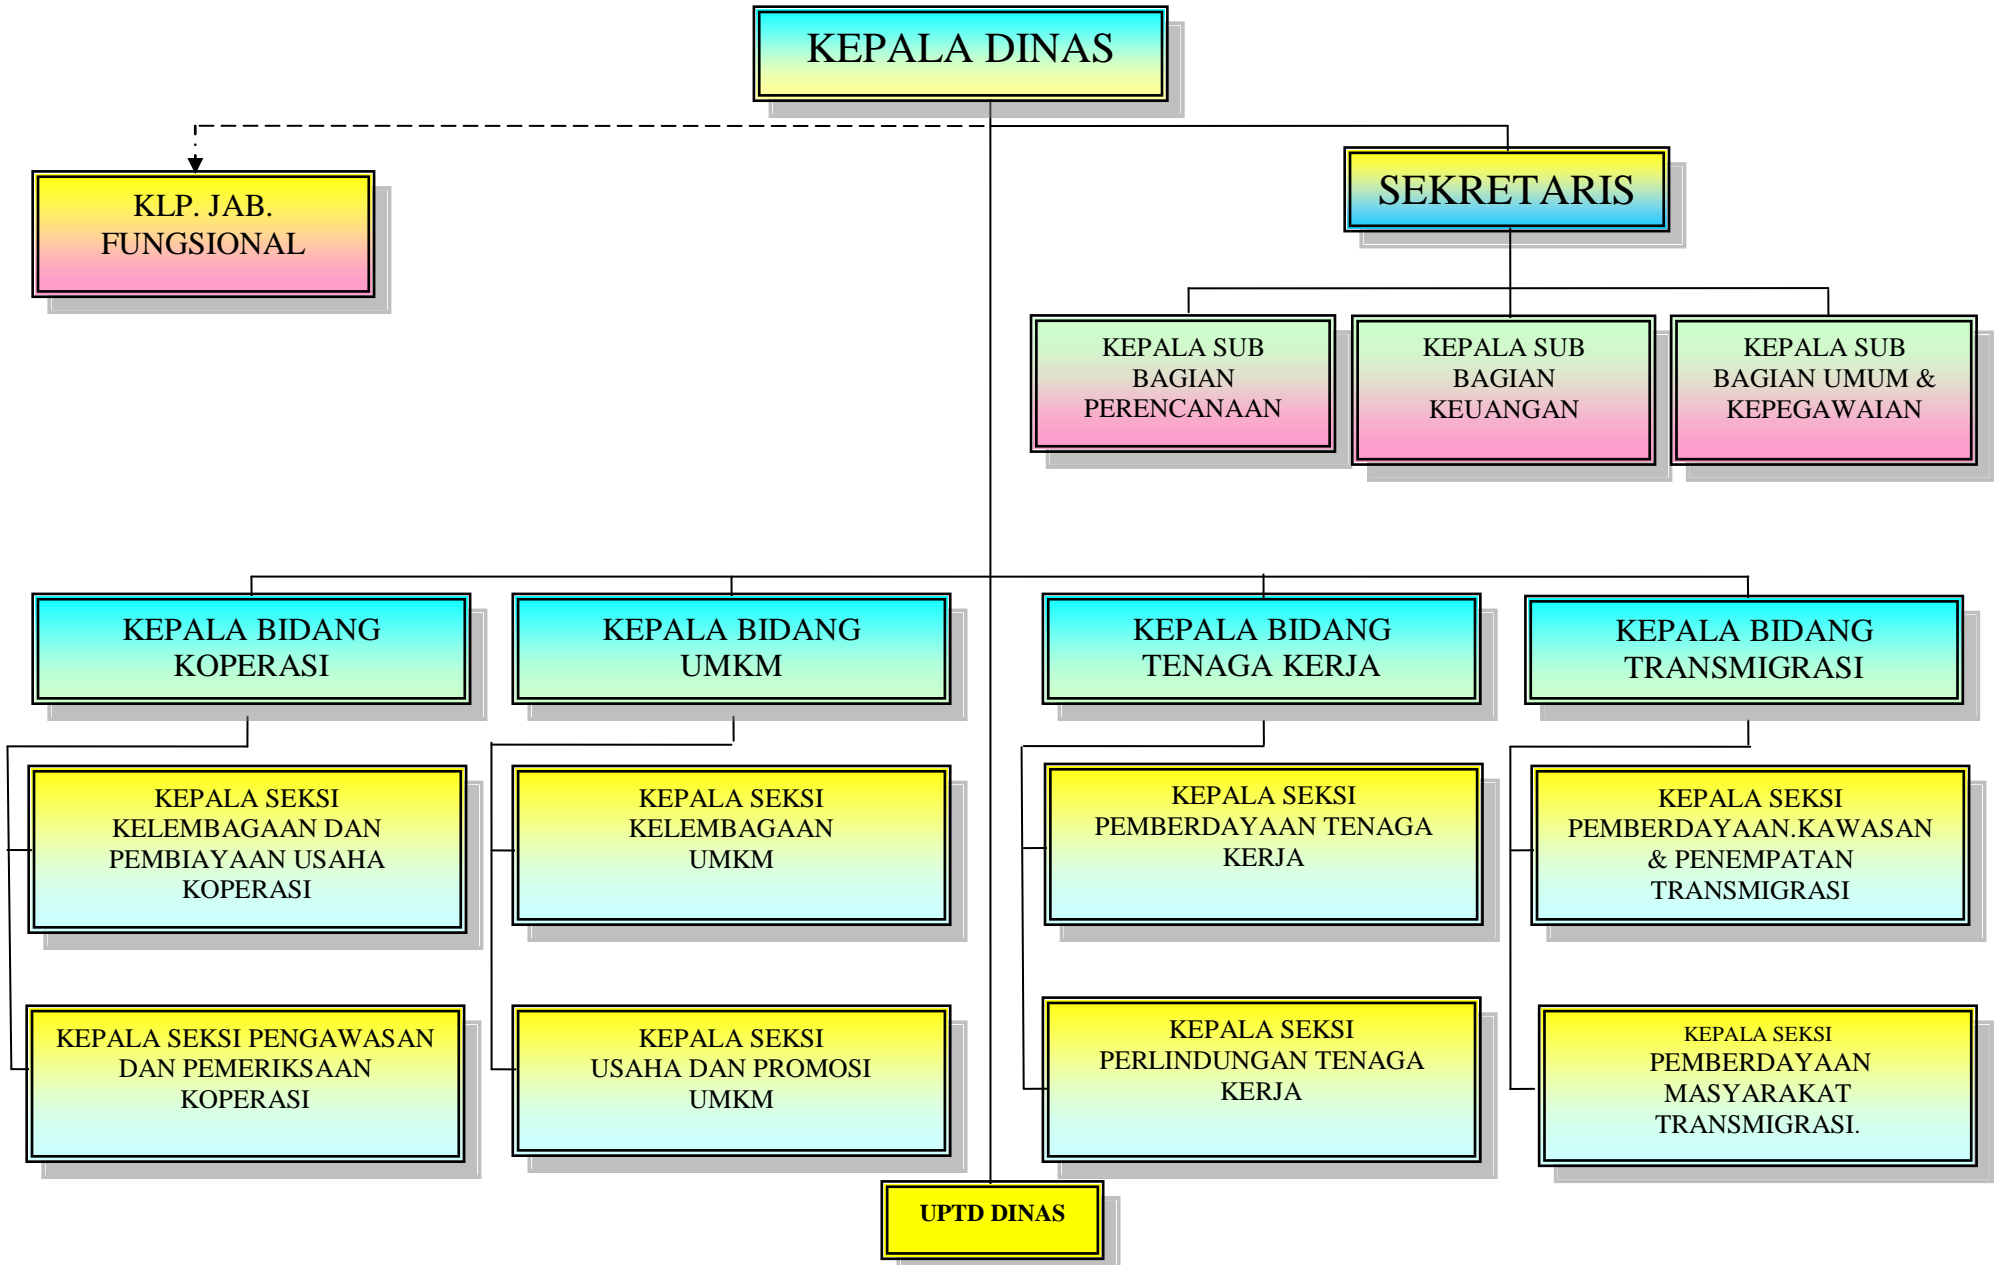 KEPALA DINAS
KLP. JAB.
FUNGSIONAL
SEKRETARIS
KEPALA SUB
BAGIAN
PERENCANAAN
KEPALA SUB
BAGIAN
KEUANGAN
KEPALA SUB
BAGIAN UMUM &
KEPEGAWAIAN
KEPALA BIDANG
KOPERASI
KEPALA BIDANG
UMKM
KEPALA BIDANG
TENAGA KERJA
KEPALA BIDANG
TRANSMIGRASI
KEPALA SEKSI
KELEMBAGAAN DAN
PEMBIAYAAN USAHA
KOPERASI
KEPALA SEKSI
KELEMBAGAAN
UMKM
KEPALA SEKSI
PEMBERDAYAAN TENAGA
KERJA
KEPALA SEKSI
PEMBERDAYAAN.KAWASAN
& PENEMPATAN
TRANSMIGRASI
KEPALA SEKSI PENGAWASAN
DAN PEMERIKSAAN
KOPERASI
KEPALA SEKSI
USAHA DAN PROMOSI
UMKM
KEPALA SEKSI
PERLINDUNGAN TENAGA
KERJA
KEPALA SEKSI
PEMBERDAYAAN
MASYARAKAT
TRANSMIGRASI.
UPTD DINAS